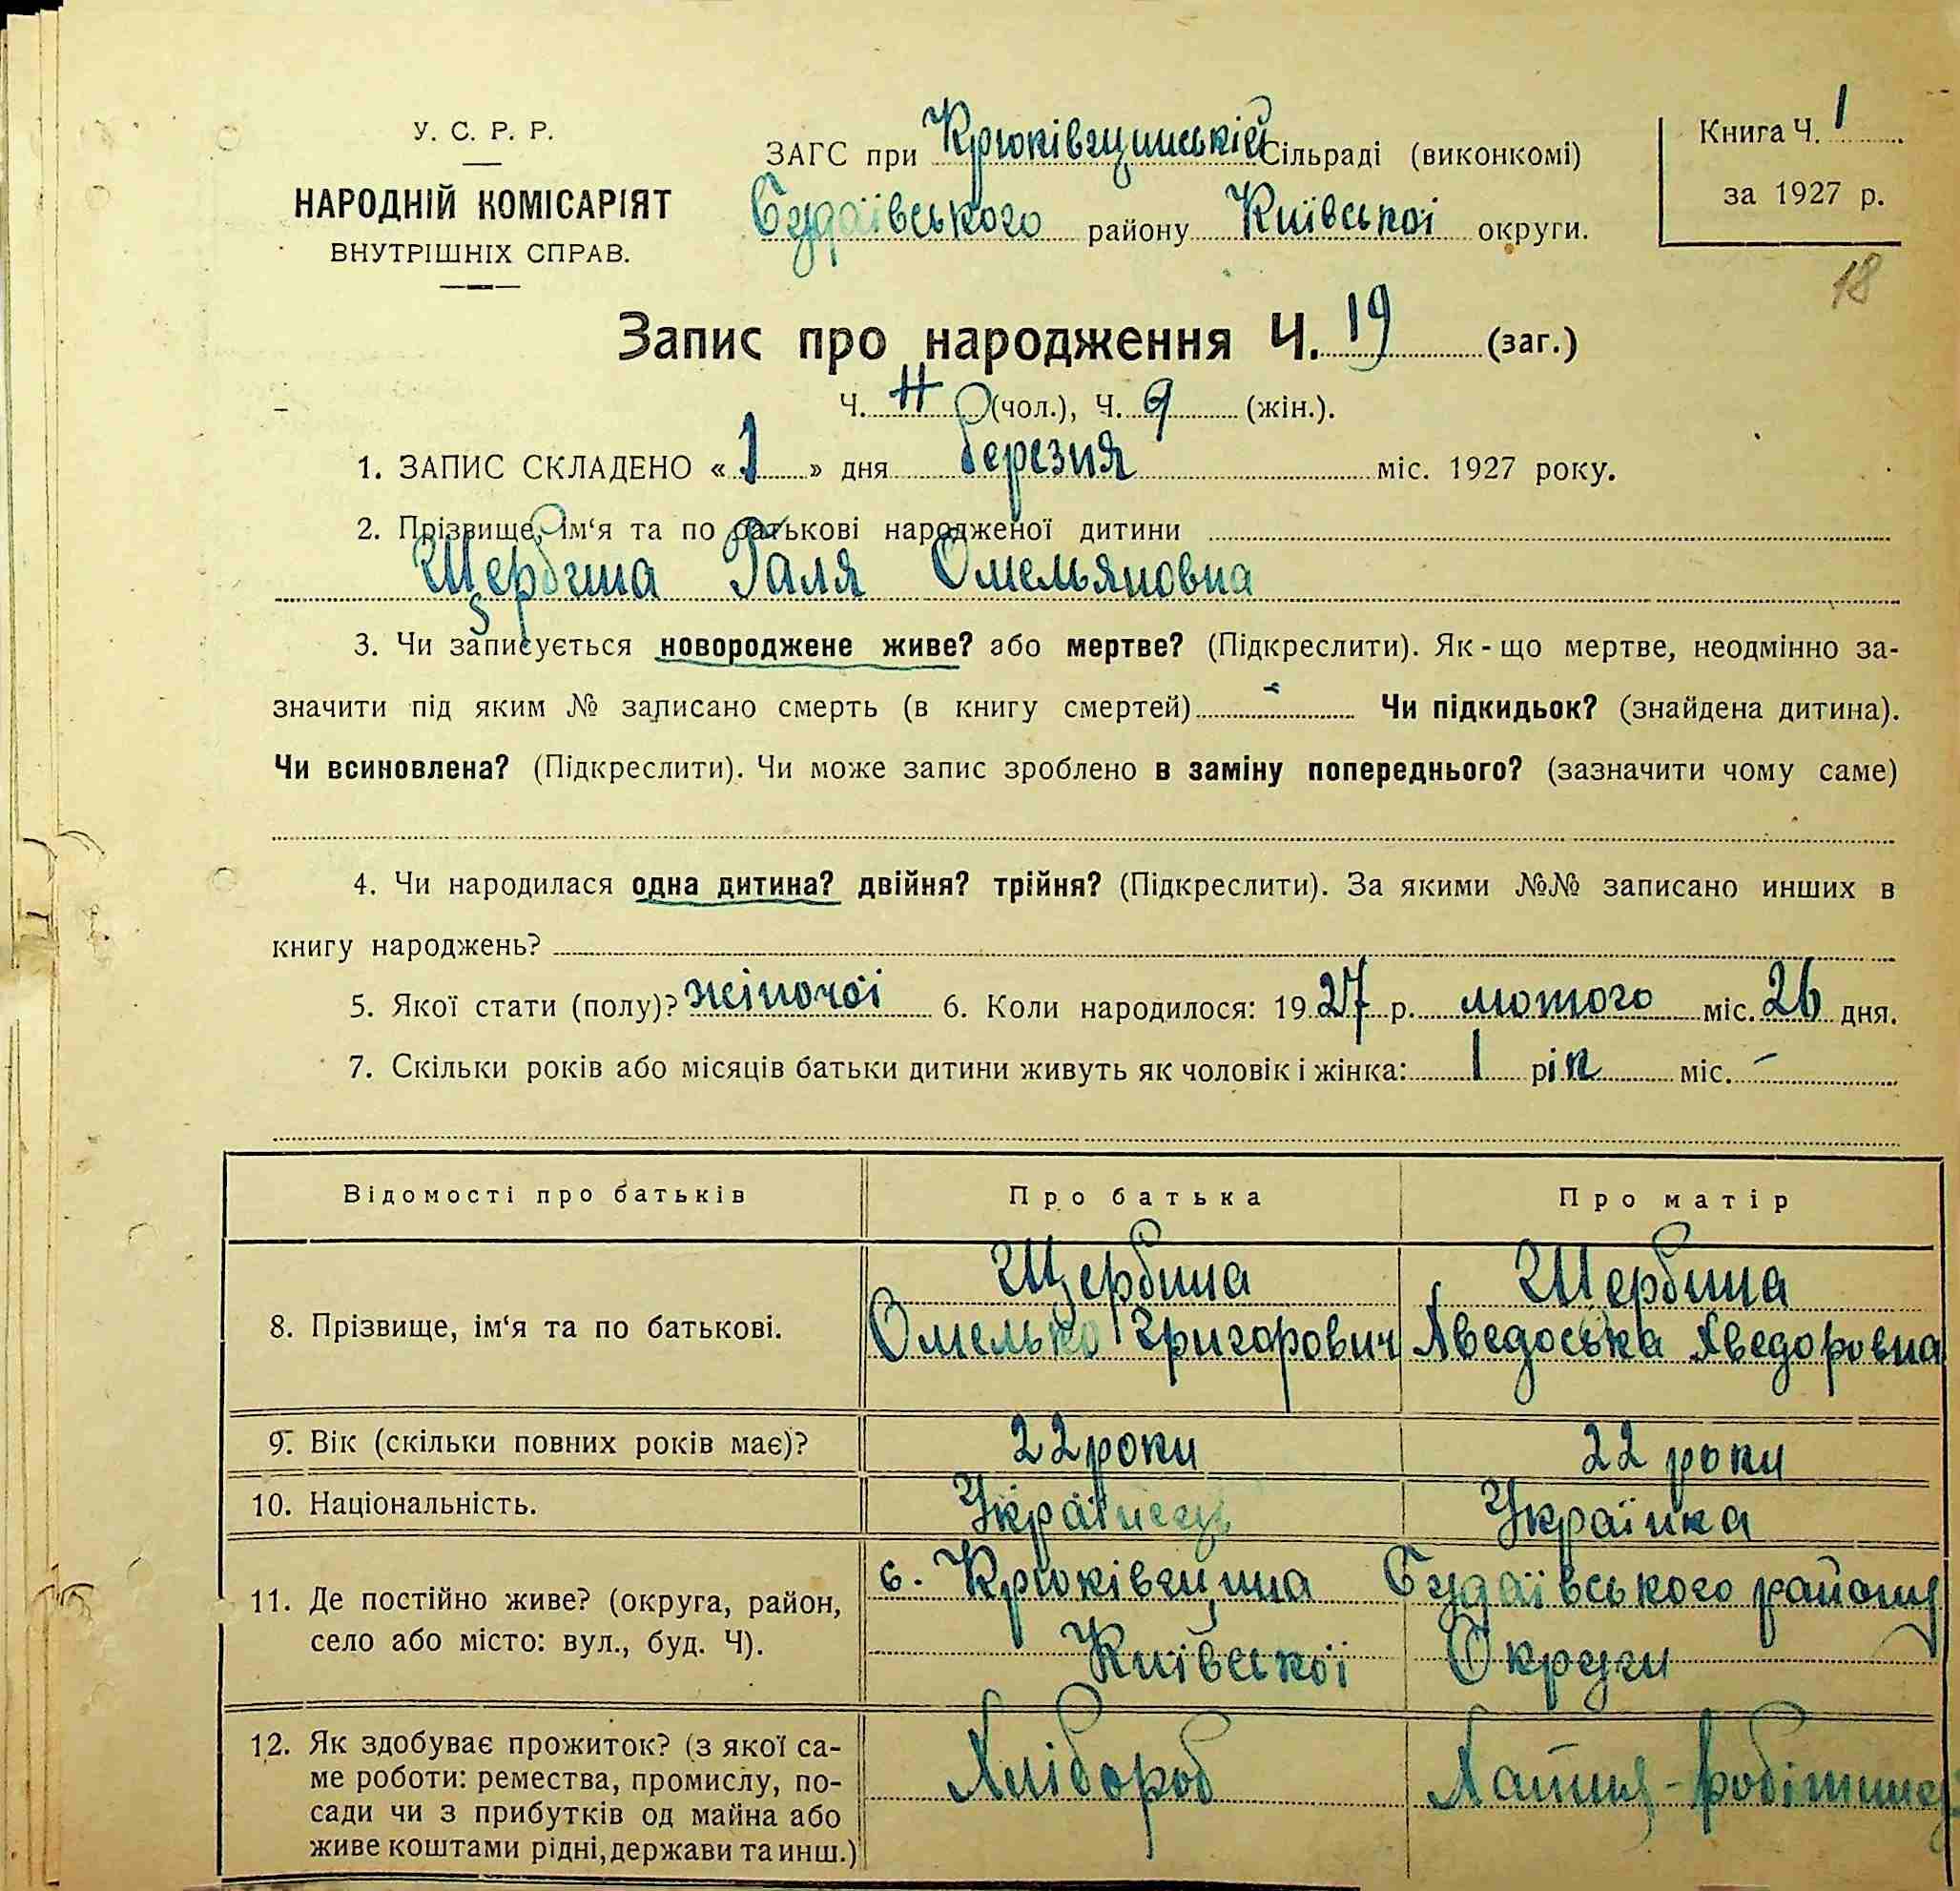 У. С. Р. Р.
НАРОДНІЙ КОМІСАРІЯТ
ВНУТРІШНІХ СПРАВ.
ЗАГС при Крюківщинській Сільраді (виконкомі)
Будаївського району Київської округи.
Книга Ч. 1
за 1927 р.
18
Запис про народження Ч. 19 (заг.)
Ч. (чол.), Ч. 9 (жін.).
1. ЗАПИС СКЛАДЕНО «1» дня березня міс. 1927 року.
2. Прізвище, ім‘я та по батькові народженої дитини
Щербина Галя Омельяновна
3. Чи записується новороджене живе? або мертве? (Підкреслити). Як-що мертве, неодмінно за-
значити під яким № записано смерть (в книгу смертей) - Чи підкидьок? (знайдена дитина).
Чи всиновлена? (Підкреслити). Чи може запис зроблено в заміну попереднього? (зазначити чому саме)
4. Чи народилася одна дитина? двійня? трійня? (Підкреслити). За якими №№ записано инших в
книгу народжень?
5. Якої стати (полу)? жіночої 6. Коли народилося: 1927 р. лютого міс. 26 дня.
7. Скільки років або місяців батьки дитини живуть як чоловік і жінка: 1 рік міс. -
Відомості про батьків Про батька Про матір
8. Прізвище, ім‘я та по батькові.
Щербина
Омелько Григорович
Щербина
Хведоська Хведоровна
9. Вік (скільки повних років має)? 22 роки 22 роки
10. Національність. Українець Українка
11. Де постійно живе? (округа, район,
село або місто: вул., буд. Ч).
с. Крюківщина Будаївського району
Київської Округи
12. Як здобуває прожиток? (з якої са-
ме роботи: ремества, промислу, по-
сади чи з прибутків од майна або
живе коштами рідні, держави та инш.)
Хлібороб
Хатня-робітниця